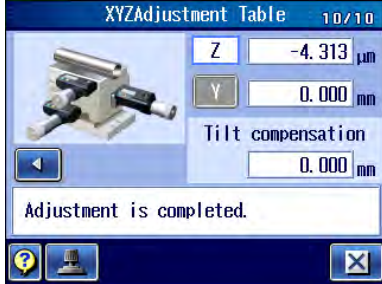 XYZAdjustment Table 10/10
Z -4.313 µm
Y 0.000 mm
Tilt compensation
0.000 mm
Adjustment is completed.
?